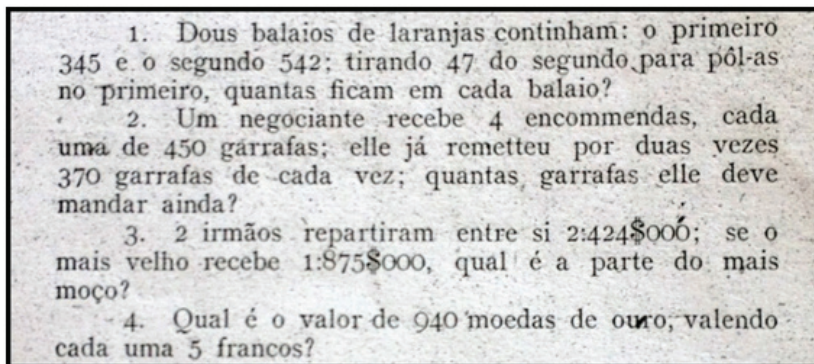 1. Dous balaios de laranjas continham: o primeiro
345 e o segundo 542; tirando 47 do segundo para pôl-as
no primeiro, quantas ficam em cada balaio?
2. Um negociante recebe 4 encommendas, cada
uma de 450 garrafas; elle já remetteu por duas vezes
370 garrafas de cada vez; quantas garrafas elle deve
mandar ainda?
3. 2 irmãos repartiram entre si 2:424$000; se o
mais velho recebe 1:875$000, qual é a parte do mais
moço?
4. Qual é o valor de 940 moedas de ouro, valendo
cada uma 5 francos?